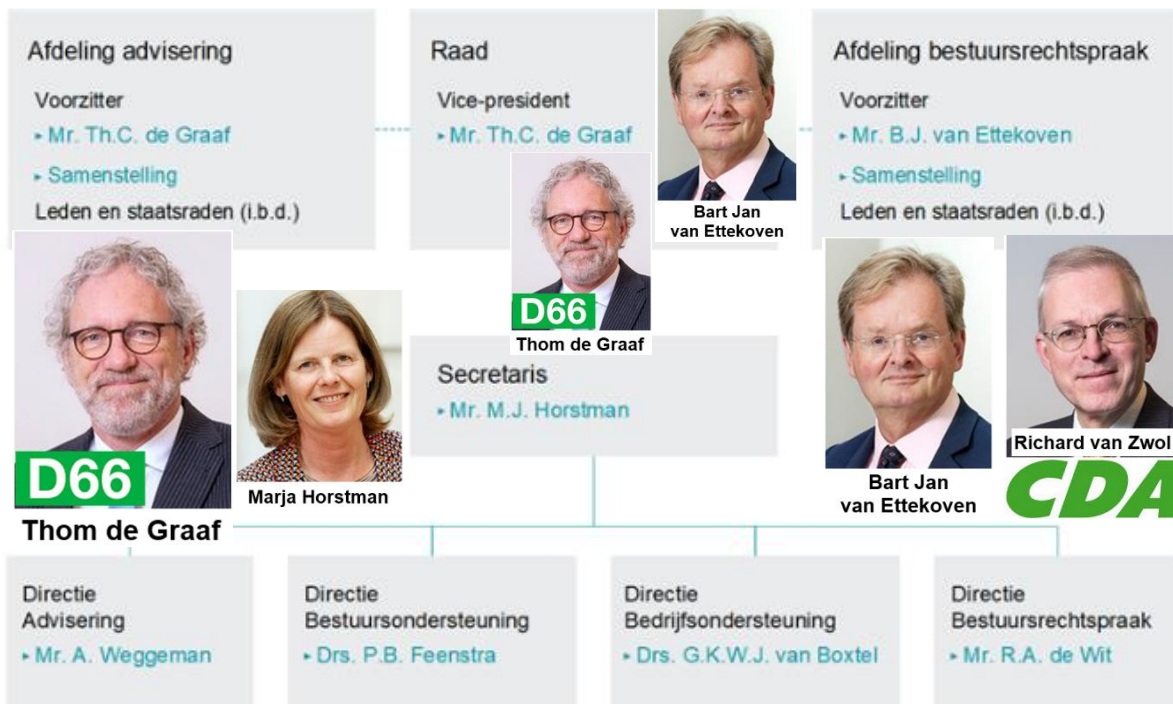 Afdeling advisering
Voorzitter
▸ Mr. Th.C. de Graaf
▸ Samenstelling
Leden en staatsraden (i.b.d.)
D66
Thom de Graaf
Marja Horstman
Raad
Vice-president
▸ Mr. Th.C. de Graaf
D66
Thom de Graaf
Bart Jan
van Ettekoven
Afdeling bestuursrechtspraak
Voorzitter
▸ Mr. B.J. van Ettekoven
▸ Samenstelling
Leden en staatsraden (i.b.d.)
Bart Jan
van Ettekoven
Richard van Zwol
CDA
Secretaris
▸ Mr. M.J. Horstman
Directie
Advisering
▸ Mr. A. Weggeman
Directie
Bestuursondersteuning
▸ Drs. P.B. Feenstra
Directie
Bedrijfsondersteuning
▸ Drs. G.K.W.J. van Boxtel
Directie
Bestuursrechtspraak
▸ Mr. R.A. de Wit